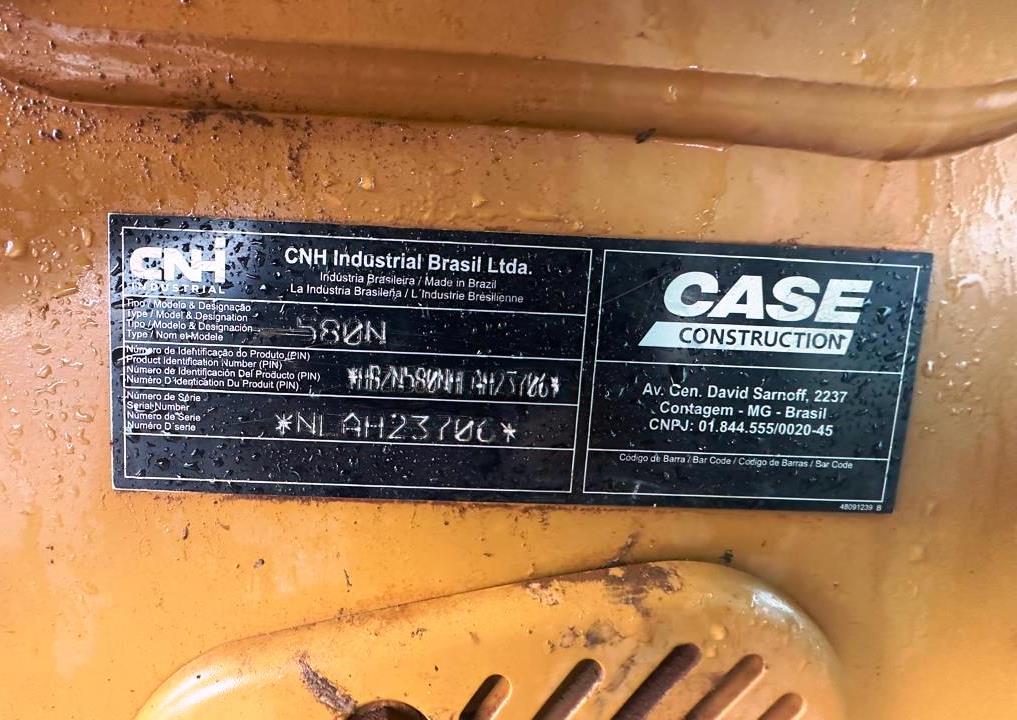 CNH
INDUSTRIAL
CNH Industrial Brasil Ltda.
Indústria Brasileira / Made in Brazil
La Indústria Brasileña / L´Industrie Brésilienne
Tipo / Modelo & Designação
Type / Model & Designation
Tipo / Modelo & Designación
Type / Nom et Modele
580N
Número de Identificação do Produto (PIN)
Product Identification Number (PIN)
Número de Identificación Del Producto (PIN)
Numéro D´Identication Du Produit (PIN)
Número de Série
Serial Number
Número de Serie
Numéro D´serie
CASE
CONSTRUCTION
Av. Gen. David Sarnoff, 2237
Contagem - MG - Brasil
CNPJ: 01.844.555/0020-45
Código de Barra / Bar Code / Código de Barras / Bar Code
48091239 B